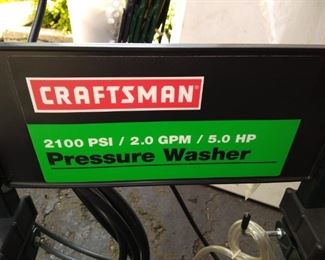 CRAFTSMAN
2100 PSI / 2.0 GPM / 5.0 HP
Pressure Washer